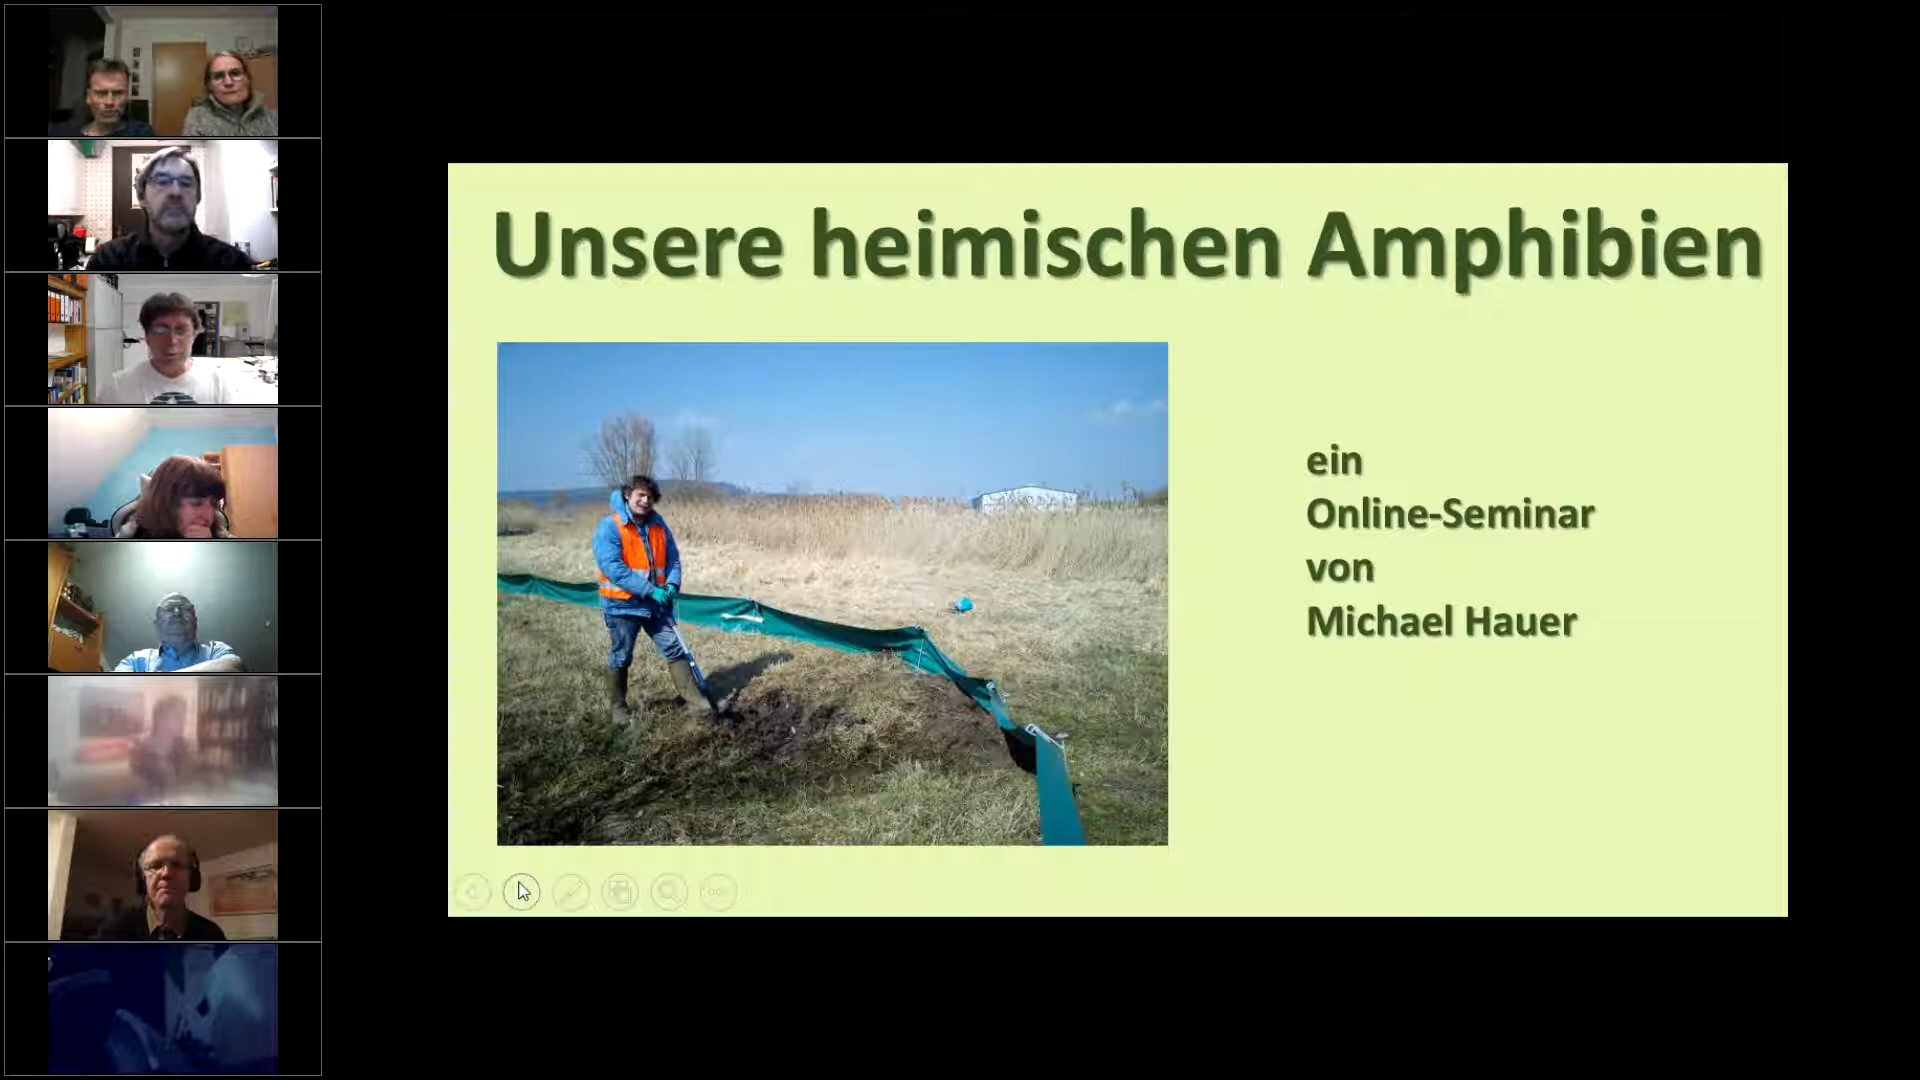 Unsere heimischen Amphibien
ein
Online-Seminar
von
Michael Hauer